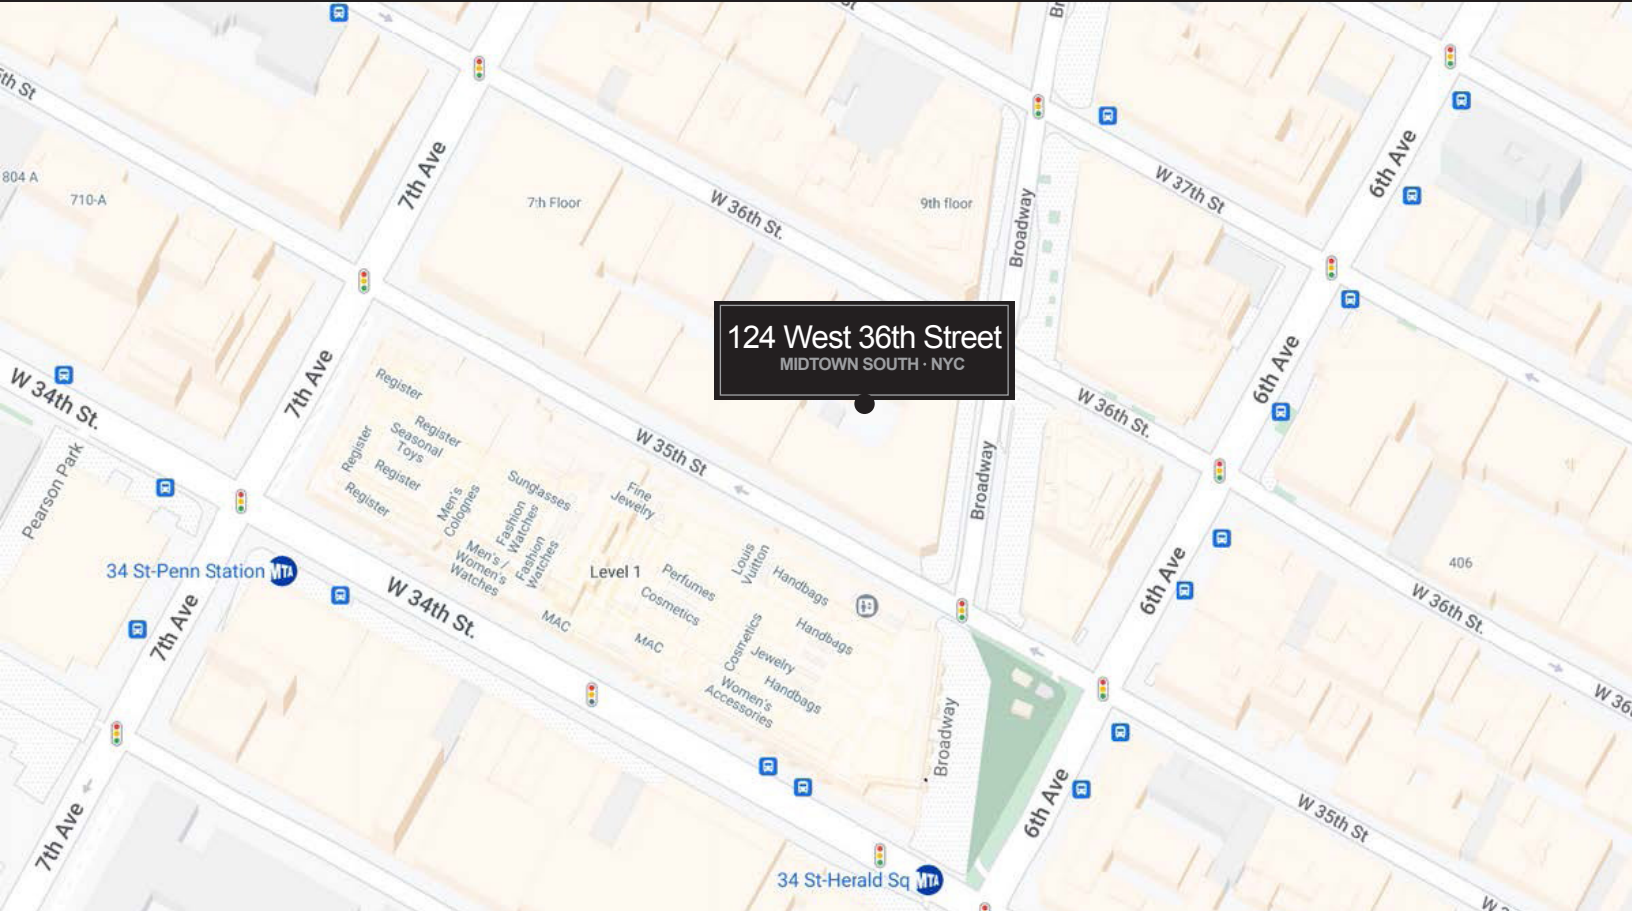 W 37th St
6th Ave
804 A
710-A
7th Ave
7:h Floor
W 36th St.
9th floor
Broadway
124 West 36th Street
MIDTOWN SOUTH · NYC
6th Ave
7th Ave
W 34th St.
W 36th St.
Register
Register
Seasonal
Toys
Register
Register
Register
W 35th St
Sunglasses
Fine
Jewelry
Men's
Colognes
Fashion
Watches
Fashion
Watches
Men's /
Women's
Watches
Broadway
Pearson Park
34 St-Penn Station
MTA
Level 1
Perfumes
Cosmetics
Louis
Vuitton
Handbags
Handbags
Cosmetics
Jewelry
Handbags
Women's
Accessories
MAC
MAC
406
6th Ave
W 36th St.
7th Ave
W 34th St.
Broadway
6th Ave
W 35th St
7th Ave
34 St-Herald Sq
MTA